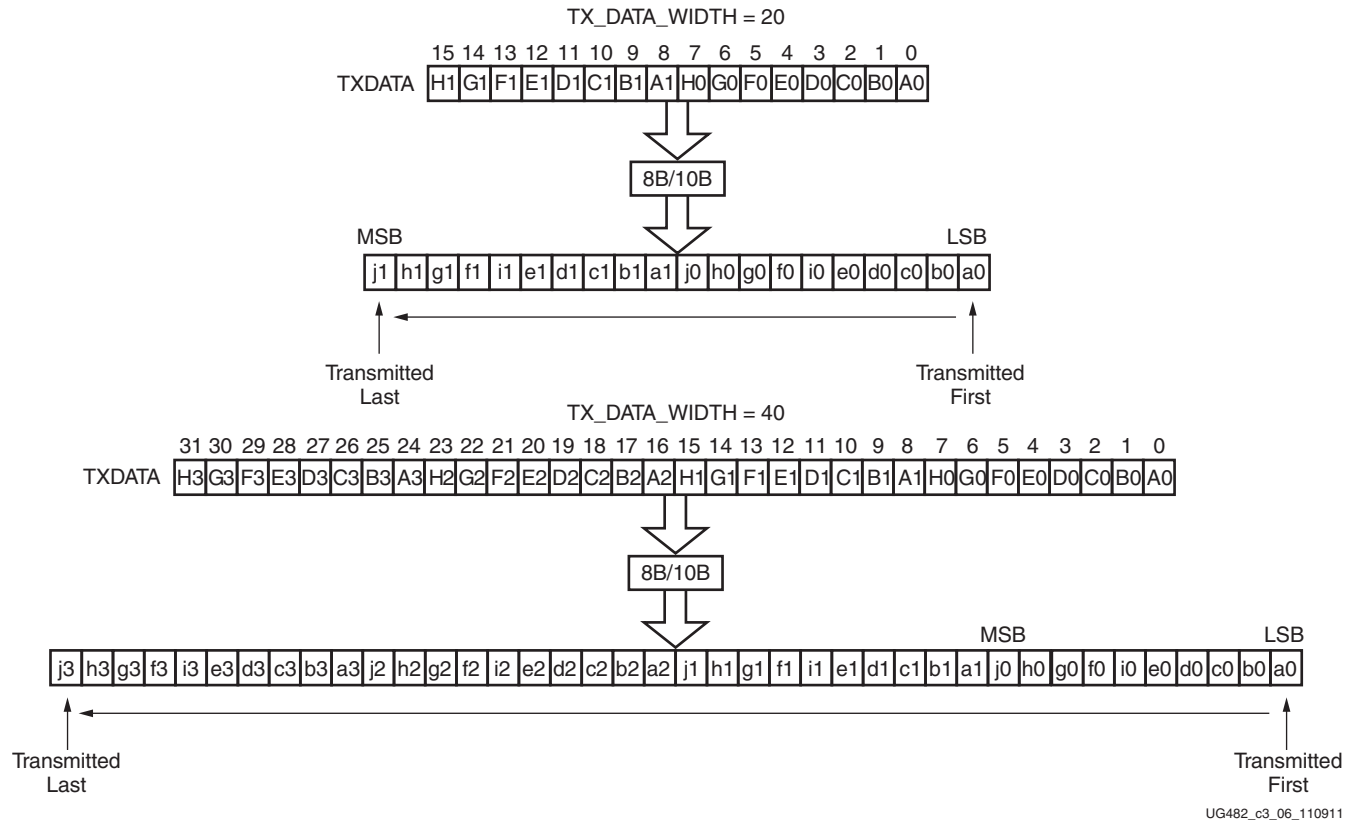 TX_DATA_WIDTH = 20
15 14 13 12 11 10 9 8 7 6 5 4 3 2 1 0
TXDATA H1 G1 F1 E1 D1 C1 B1 A1 H0 G0 F0 E0 D0 C0 B0 A0
8B/10B
MSB LSB
j1 h1 g1 f1 i1 e1 d1 c1 b1 a1 j0 h0 g0 f0 i0 e0 d0 c0 b0 a0
Transmitted Transmitted
Last First
TX_DATA_WIDTH = 40
31 30 29 28 27 26 25 24 23 22 21 20 19 18 17 16 15 14 13 12 11 10 9 8 7 6 5 4 3 2 1 0
TXDATA H3 G3 F3 E3 D3 C3 B3 A3 H2 G2 F2 E2 D2 C2 B2 A2 H1 G1 F1 E1 D1 C1 B1 A1 H0 G0 F0 E0 D0 C0 B0 A0
8B/10B
MSB LSB
j3 h3 g3 f3 i3 e3 d3 c3 b3 a3 j2 h2 g2 f2 i2 e2 d2 c2 b2 a2 j1 h1 g1 f1 i1 e1 d1 c1 b1 a1 j0 h0 g0 f0 i0 e0 d0 c0 b0 a0
Transmitted Transmitted
Last First
UG482_c3_06_110911